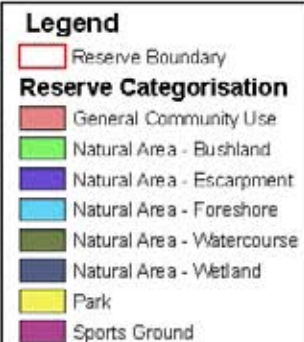 Legend
Reserve Boundary
Reserve Categorisation
General Community Use
Natural Area - Bushland
Natural Area - Escarpment
Natural Area - Foreshore
Natural Area - Watercourse
Natural Area - Wetland
Park
Sports Ground